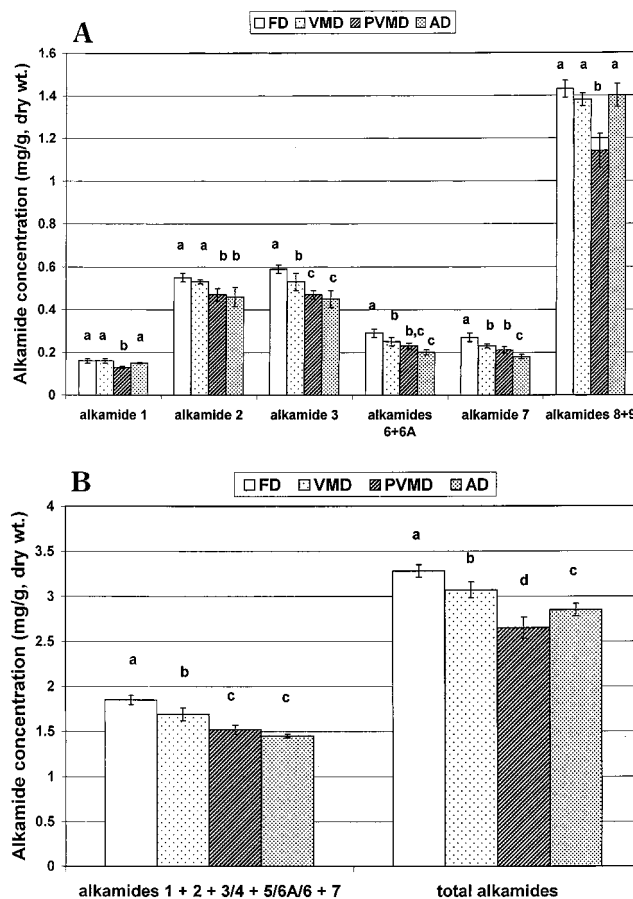 FD VMD PVMD AD
A
Alkamide concentration (mg/g, dry wt.)
1.6
1.4
1.2
1
0.8
0.6
0.4
0.2
0
a a b a
a a b b
a b c c
a b b,c c
a b b c
a a b a
alkamide 1 alkamide 2 alkamide 3 alkamides 6+6A alkamide 7 alkamides 8+9
B
FD VMD PVMD AD
Alkamide concentration (mg/g, dry wt.)
4
3.5
3
2.5
2
1.5
1
0.5
0
a b c c
a b d c
alkamides 1 + 2 + 3/4 + 5/6A/6 + 7 total alkamides